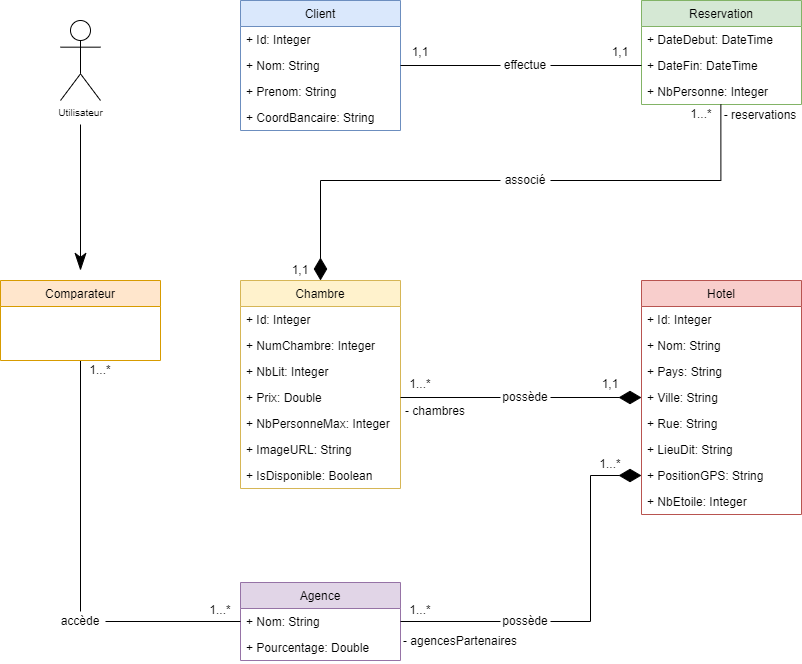 Utilisateur
Client
+ Id: Integer
+ Nom: String
+ Prenom: String
+ CoordBancaire: String
1,1
effectue
1,1
Reservation
+ DateDebut: DateTime
+ DateFin: DateTime
+ NbPersonne: Integer
1...*
- reservations
associé
1,1
Comparateur
1...*
Chambre
+ Id: Integer
+ NumChambre: Integer
+ NbLit: Integer
+ Prix: Double
+ NbPersonneMax: Integer
+ ImageURL: String
+ IsDisponible: Boolean
1...*
- chambres
possède
1,1
Hotel
+ Id: Integer
+ Nom: String
+ Pays: String
+ Ville: String
+ Rue: String
+ LieuDit: String
+ PositionGPS: String
+ NbEtoile: Integer
1...*
accède
1...*
Agence
+ Nom: String
+ Pourcentage: Double
1...*
- agencesPartenaires
possède